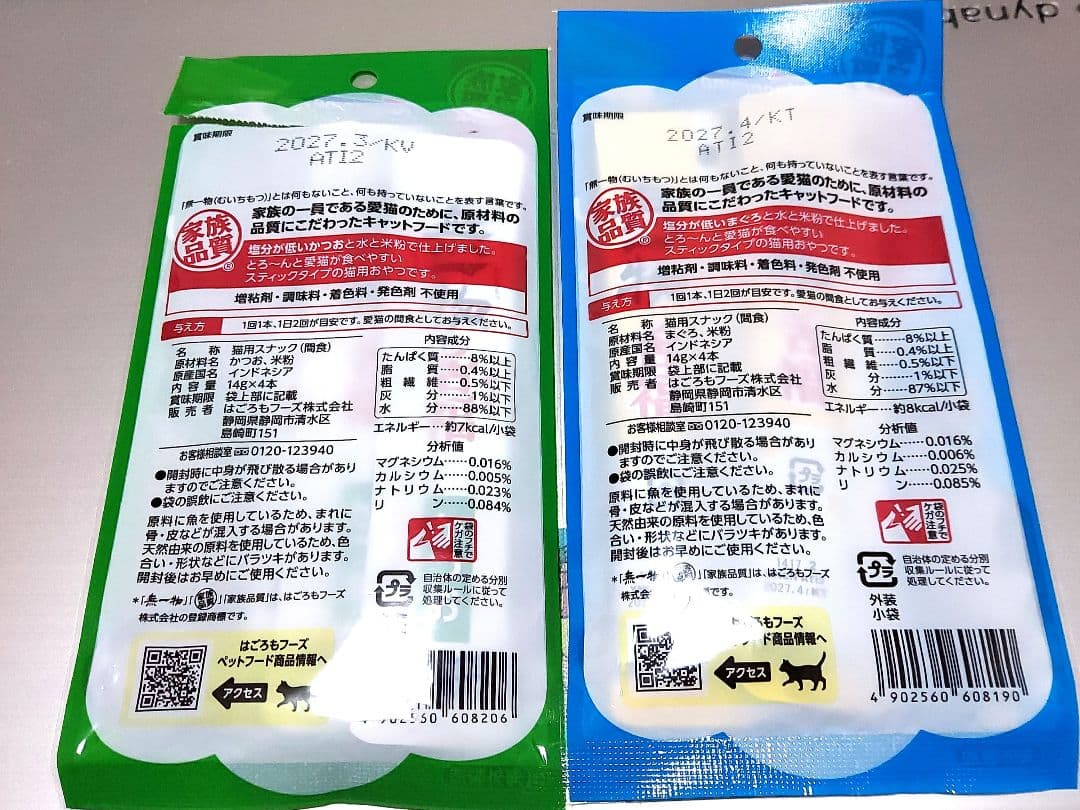 dynab
賞味期限
2027.3/KV
ATI2
「無一物(むいちもつ)」とは何もないこと、何も持っていないことを表す言葉です。
家族品質
家族の一員である愛猫のために、原材料の
品質にこだわったキャットフードです。
塩分が低いかつおと水と米粉で仕上げました。
とろ〜んと愛猫が食べやすい
スティックタイプの猫用おやつです。
増粘剤・調味料・着色料・発色剤 不使用
与え方 1回1本、1日2回が目安です。愛猫の間食としてお与えください。
名称 猫用スナック(間食)
原材料名 かつお、米粉
原産国名 インドネシア
内容量 14g×4本
賞味期限 袋上部に記載
販売者 はごろもフーズ株式会社
静岡県静岡市清水区
島崎町151
お客様相談室 0120-123940
●開封時に中身が飛び散る場合があり
ますのでご注意ください。
●袋の誤飲にご注意ください。
原料に魚を使用しているため、まれに
骨・皮などが混入する場合があります。
天然由来の原料を使用しているため、色
合い・形状などにバラツキがあります。
開封後はお早めにご使用ください。
*「無一物」「家族品質」「家族品質」は、はごろもフーズ
株式会社の登録商標です。
はごろもフーズ
ペットフード商品情報へ
アクセス
内容成分
たんぱく質……8%以上
脂質……0.4%以上
粗繊維……0.5%以下
灰分……1%以下
水分……88%以下
エネルギー…約7kcal/小袋
分析値
マグネシウム……0.016%
カルシウム……0.005%
ナトリウム……0.023%
リン……0.084%
袋のフチで
ケガ注意
プラ
自治体の定める分別
収集ルールに従って
処理してください。
4 902560 608206
賞味期限
2027.4/KT
ATI2
「無一物(むいちもつ)」とは何もないこと、何も持っていないことを表す言葉です。
家族品質
家族の一員である愛猫のために、原材料の
品質にこだわったキャットフードです。
塩分が低いまぐろと水と米粉で仕上げました。
とろ〜んと愛猫が食べやすい
スティックタイプの猫用おやつです。
増粘剤・調味料・着色料・発色剤 不使用
与え方 1回1本、1日2回が目安です。愛猫の間食としてお与えください。
名称 猫用スナック(間食)
原材料名 まぐろ、米粉
原産国名 インドネシア
内容量 14g×4本
賞味期限 袋上部に記載
販売者 はごろもフーズ株式会社
静岡県静岡市清水区
島崎町151
お客様相談室 0120-123940
●開封時に中身が飛び散る場合があり
ますのでご注意ください。
●袋の誤飲にご注意ください。
原料に魚を使用しているため、まれに
骨・皮などが混入する場合があります。
天然由来の原料を使用しているため、色
合い・形状などにバラツキがあります。
開封後はお早めにご使用ください。
*「無一物」「家族品質」は、はごろもフーズ
です。
はごろもフーズ
商品情報へ
アクセス
内容成分
たんぱく質……8%以上
脂質……0.4%以上
粗繊維……0.5%以下
灰分……1%以下
水分……87%以下
エネルギー…約8kcal/小袋
分析値
マグネシウム……0.016%
カルシウム……0.006%
ナトリウム……0.025%
リン……0.085%
袋のフチで
ケガ注意
プラ
外装
小袋
自治体の定める分別
収集ルールに従って
処理してください。
4 902560 608190